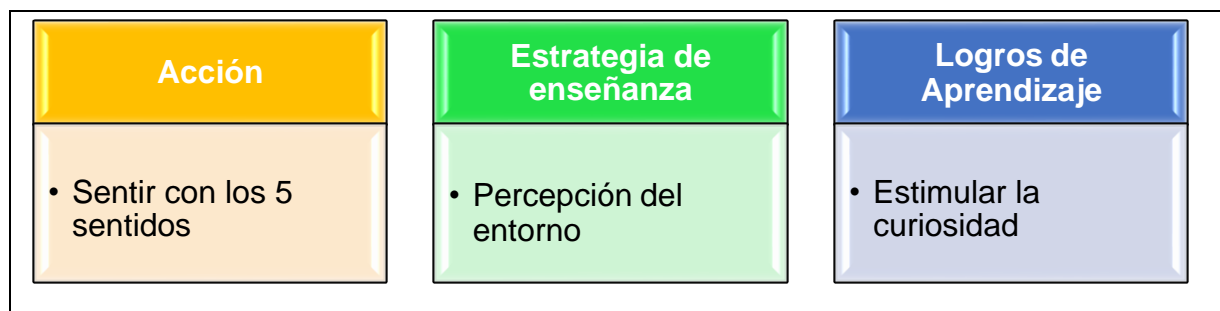 Acción
• Sentir con los 5
sentidos
Estrategia de
enseñanza
• Percepción del
entorno
Logros de
Aprendizaje
• Estimular la
curiosidad